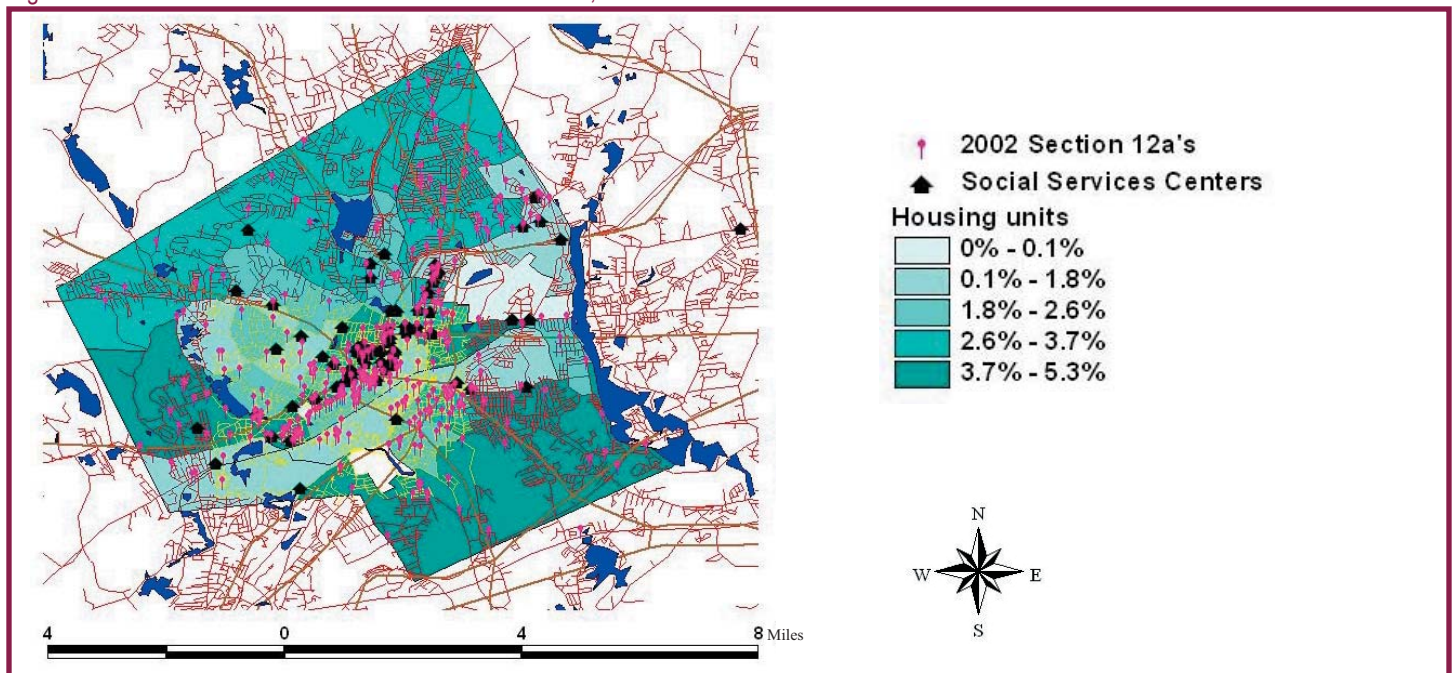 2002 Section 12a's
Social Services Centers
Housing units
0% - 0.1%
0.1% - 1.8%
1.8% - 2.6%
2.6% - 3.7%
3.7% - 5.3%
N
W E
S
4 0 4 8 Miles